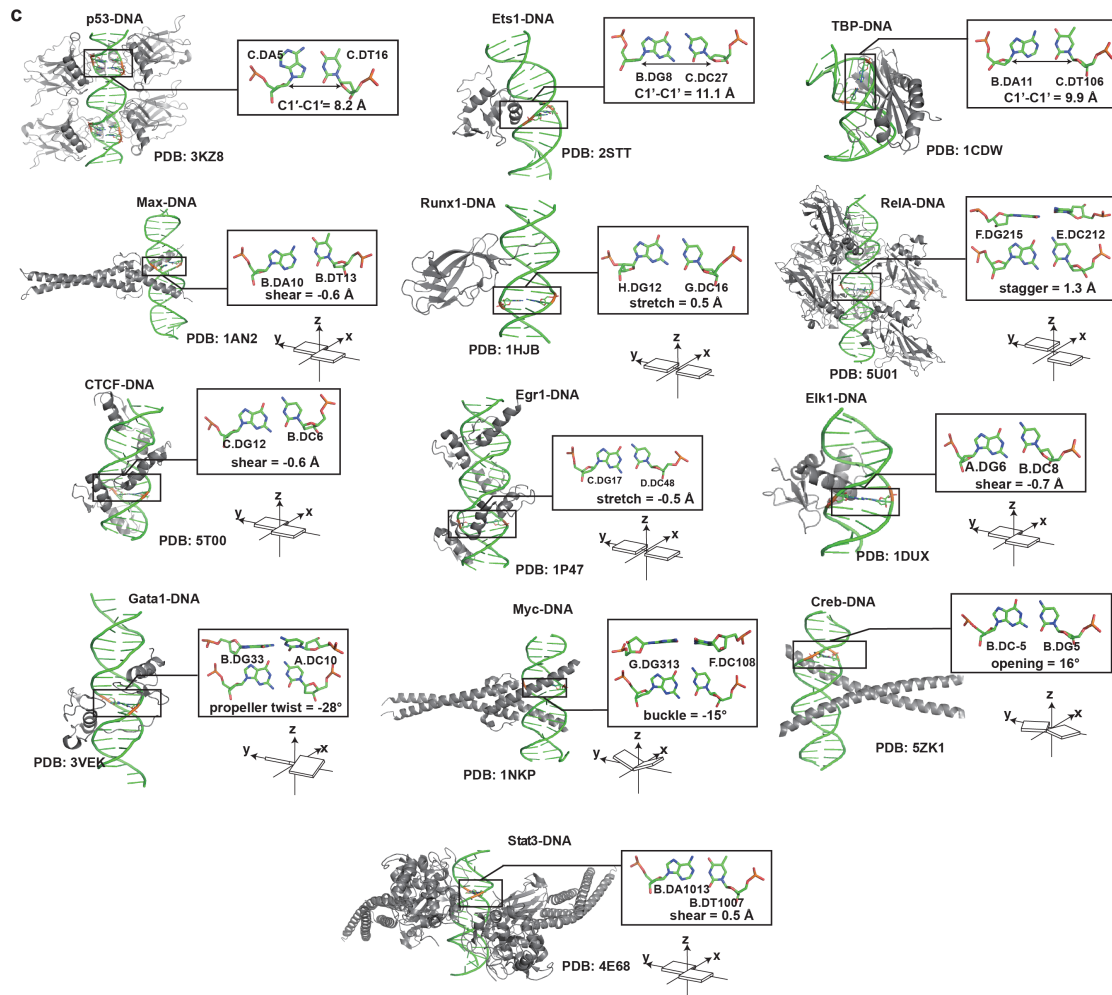 c
p53-DNA
C.DA5
C.DT16
C1'-C1'= 8.2 Å
PDB: 3KZ8
Ets1-DNA
B.DG8
C.DC27
C1'-C1' = 11.1 Å
PDB: 2STT
TBP-DNA
B.DA11
C.DT106
C1'-C1' = 9.9 Å
PDB: 1CDW
Max-DNA
B.DA10
B.DT13
shear = -0.6 Å
PDB: 1AN2
z
y
x
Runx1-DNA
H.DG12
G.DC16
stretch = 0.5 Å
PDB: 1HJB
z
y
x
RelA-DNA
F.DG215
E.DC212
stagger = 1.3 Å
PDB: 5U01
z
y
x
CTCF-DNA
C.DG12
B.DC6
shear = -0.6 Å
PDB: 5T00
z
y
x
Egr1-DNA
C.DG17
D.DC48
stretch = -0.5 Å
PDB: 1P47
z
y
x
Elk1-DNA
A.DG6
B.DC8
shear = -0.7 Å
PDB: 1DUX
z
y
x
Gata1-DNA
B.DG33
A.DC10
propeller twist = -28°
PDB: 3VEK
z
y
x
Myc-DNA
G.DG313
F.DC108
buckle = -15°
PDB: 1NKP
z
y
x
Creb-DNA
B.DC-5
B.DG5
opening = 16°
PDB: 5ZK1
z
y
x
Stat3-DNA
B.DA1013
B.DT1007
shear = 0.5 Å
PDB: 4E68
z
y
x